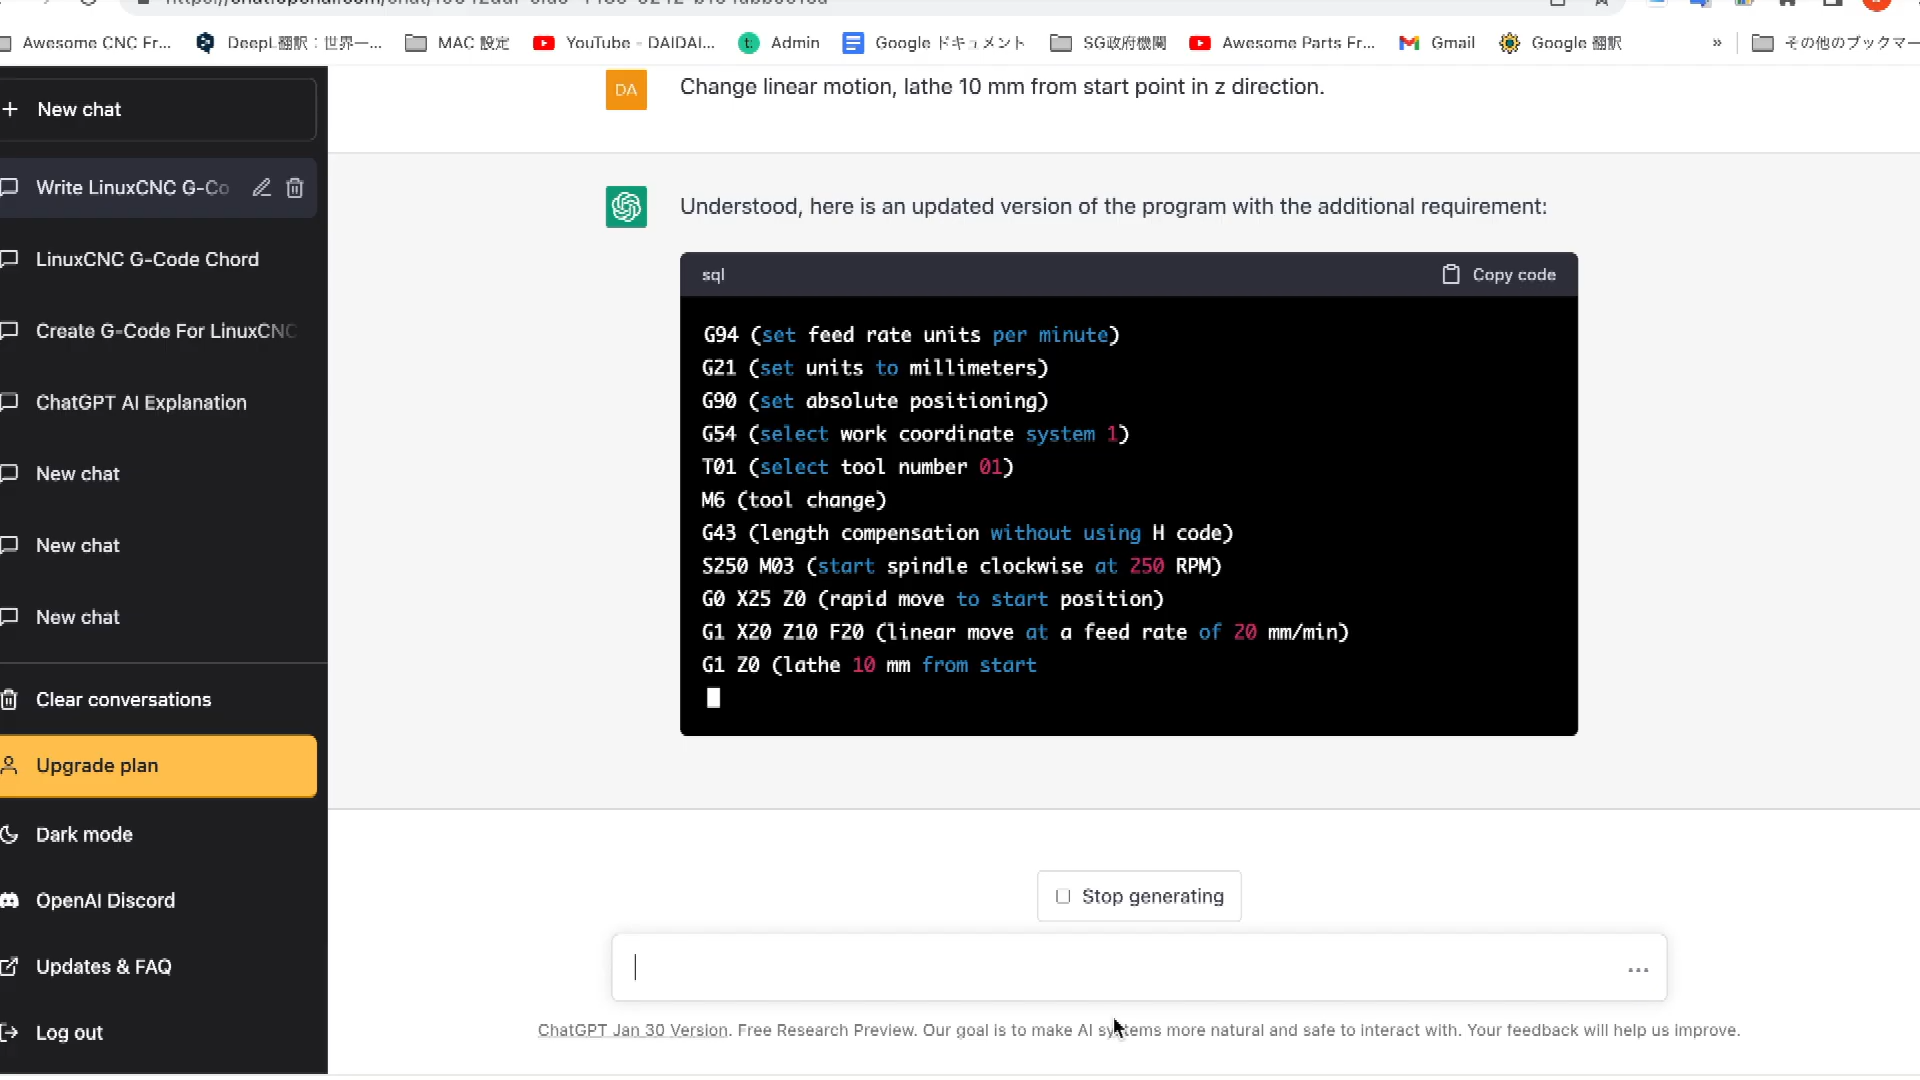 Awesome CNC Fr...
DeepL翻訳：世界一...
MAC 設定
YouTube - DAIDAI...
Admin
Google ドキュメント
SG政府機関
Awesome Parts Fr...
Gmail
Google 翻訳
»
その他のブックマー
+ New chat
Write LinuxCNC G-Co
LinuxCNC G-Code Chord
Create G-Code For LinuxCNC
ChatGPT AI Explanation
New chat
New chat
New chat
Clear conversations
Upgrade plan
Dark mode
OpenAI Discord
Updates & FAQ
Log out
DA
Change linear motion, lathe 10 mm from start point in z direction.
Understood, here is an updated version of the program with the additional requirement:
sql
Copy code
G94 (set feed rate units per minute)
G21 (set units to millimeters)
G90 (set absolute positioning)
G54 (select work coordinate system 1)
T01 (select tool number 01)
M6 (tool change)
G43 (length compensation without using H code)
S250 M03 (start spindle clockwise at 250 RPM)
G0 X25 Z0 (rapid move to start position)
G1 X20 Z10 F20 (linear move at a feed rate of 20 mm/min)
G1 Z0 (lathe 10 mm from start
Stop generating
ChatGPT Jan 30 Version. Free Research Preview. Our goal is to make AI systems more natural and safe to interact with. Your feedback will help us improve.